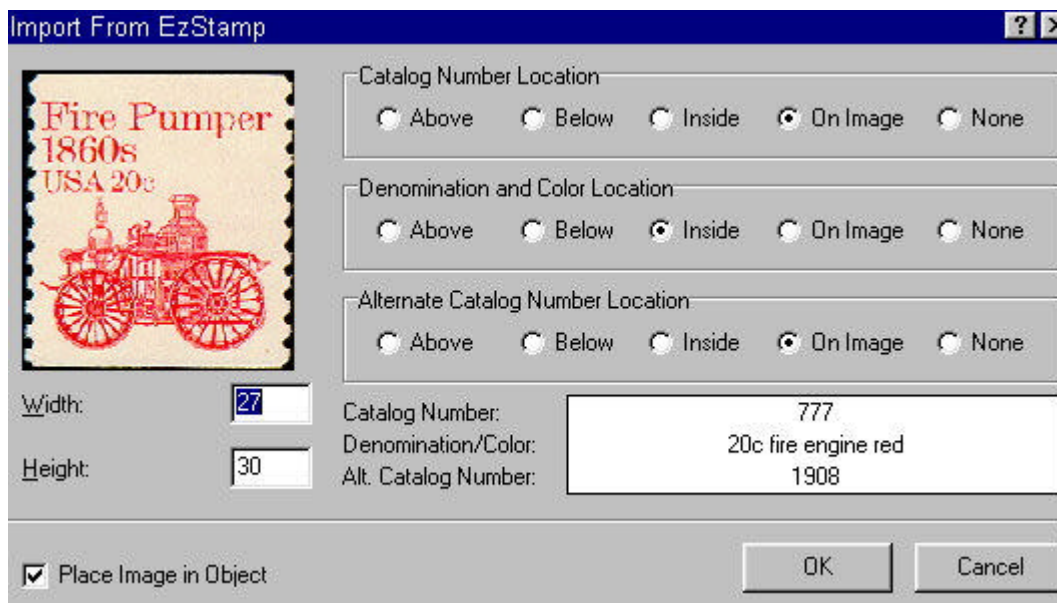 Import From EzStamp
Fire Pumper
1860s
USA 20c
Catalog Number Location
Above Below Inside On Image None
Denomination and Color Location
Above Below Inside On Image None
Alternate Catalog Number Location
Above Below Inside On Image None
Width: 27
Height: 30
Catalog Number: 777
Denomination/Color: 20c fire engine red
Alt. Catalog Number: 1908
Place Image in Object
OK Cancel